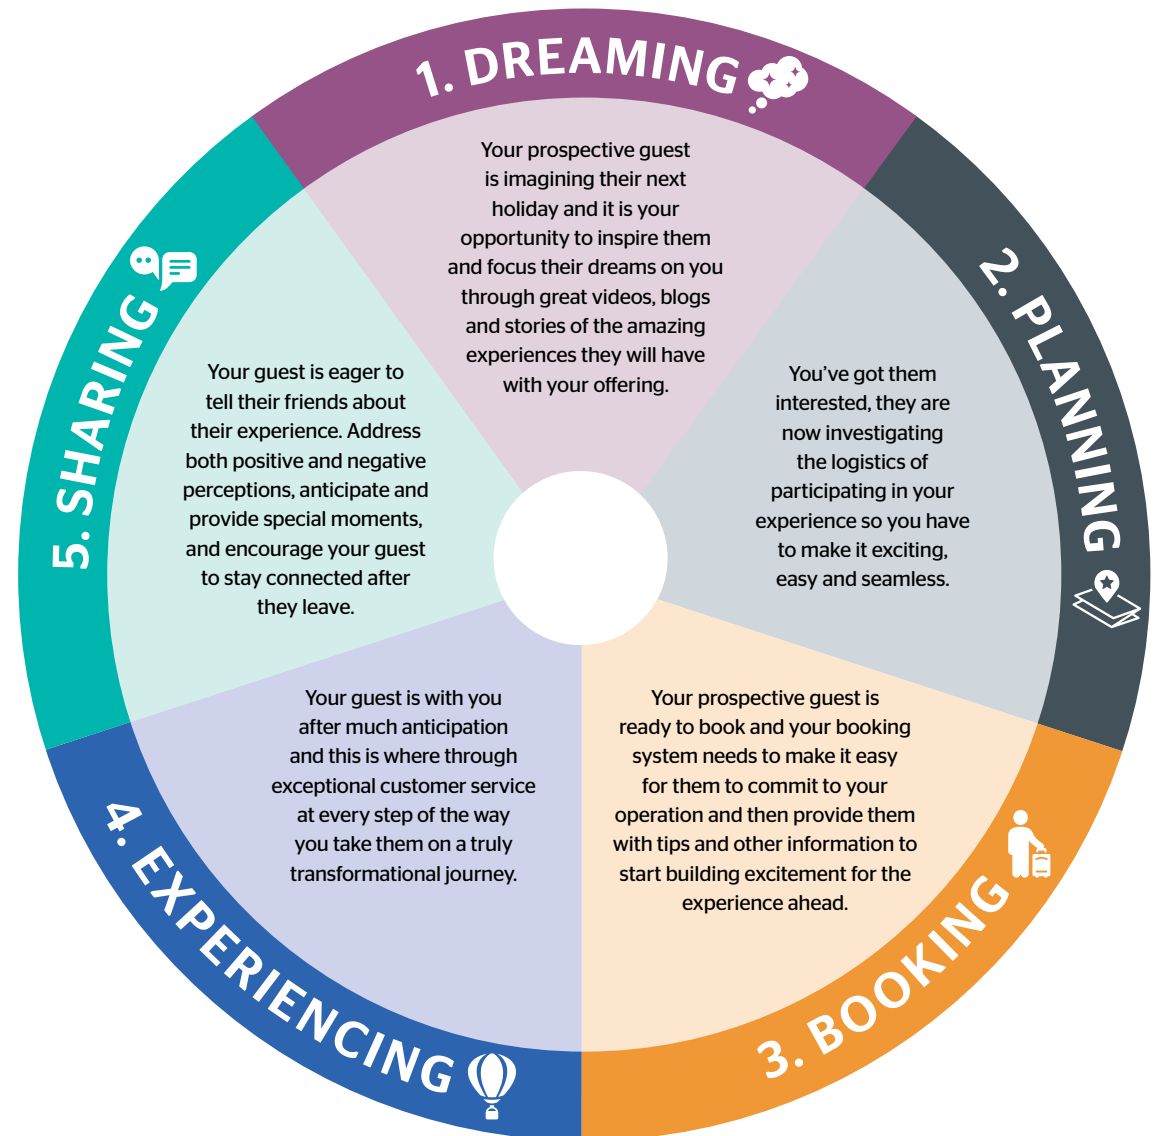 1. DREAMING
Your prospective guest
is imagining their next
holiday and it is your
opportunity to inspire them
and focus their dreams on you
through great videos, blogs
and stories of the amazing
experiences they will have
with your offering.
2. PLANNING
You’ve got them
interested, they are
now investigating
the logistics of
participating in your
experience so you have
to make it exciting,
easy and seamless.
3. BOOKING
Your prospective guest is
ready to book and your booking
system needs to make it easy
for them to commit to your
operation and then provide them
with tips and other information to
start building excitement for the
experience ahead.
4. EXPERIENCING
Your guest is with you
after much anticipation
and this is where through
exceptional customer service
at every step of the way
you take them on a truly
transformational journey.
5. SHARING
Your guest is eager to
tell their friends about
their experience. Address
both positive and negative
perceptions, anticipate and
provide special moments,
and encourage your guest
to stay connected after
they leave.